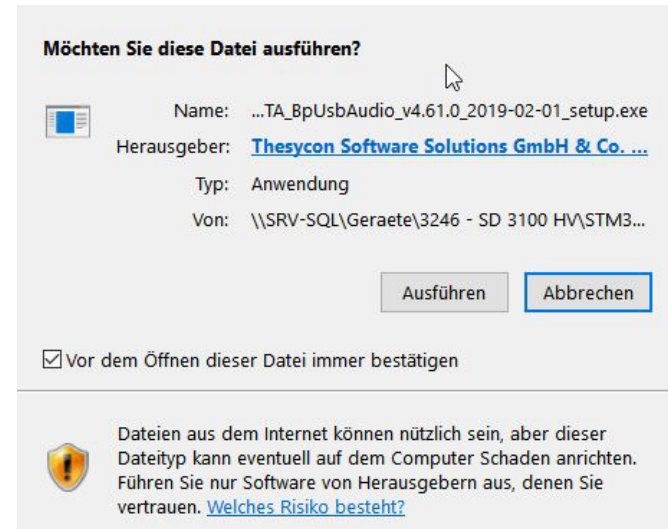 Möchten Sie diese Datei ausführen?
Name: ...TA_BpUsbAudio_v4.61.0_2019-02-01_setup.exe
Herausgeber: Thesycon Software Solutions GmbH & Co. ...
Typ: Anwendung
Von: \\SRV-SQL\Geraete\3246 - SD 3100 HV\STM3...
Ausführen Abbrechen
Vor dem Öffnen dieser Datei immer bestätigen
Dateien aus dem Internet können nützlich sein, aber dieser
Dateityp kann eventuell auf dem Computer Schaden anrichten.
Führen Sie nur Software von Herausgebern aus, denen Sie
vertrauen. Welches Risiko besteht?